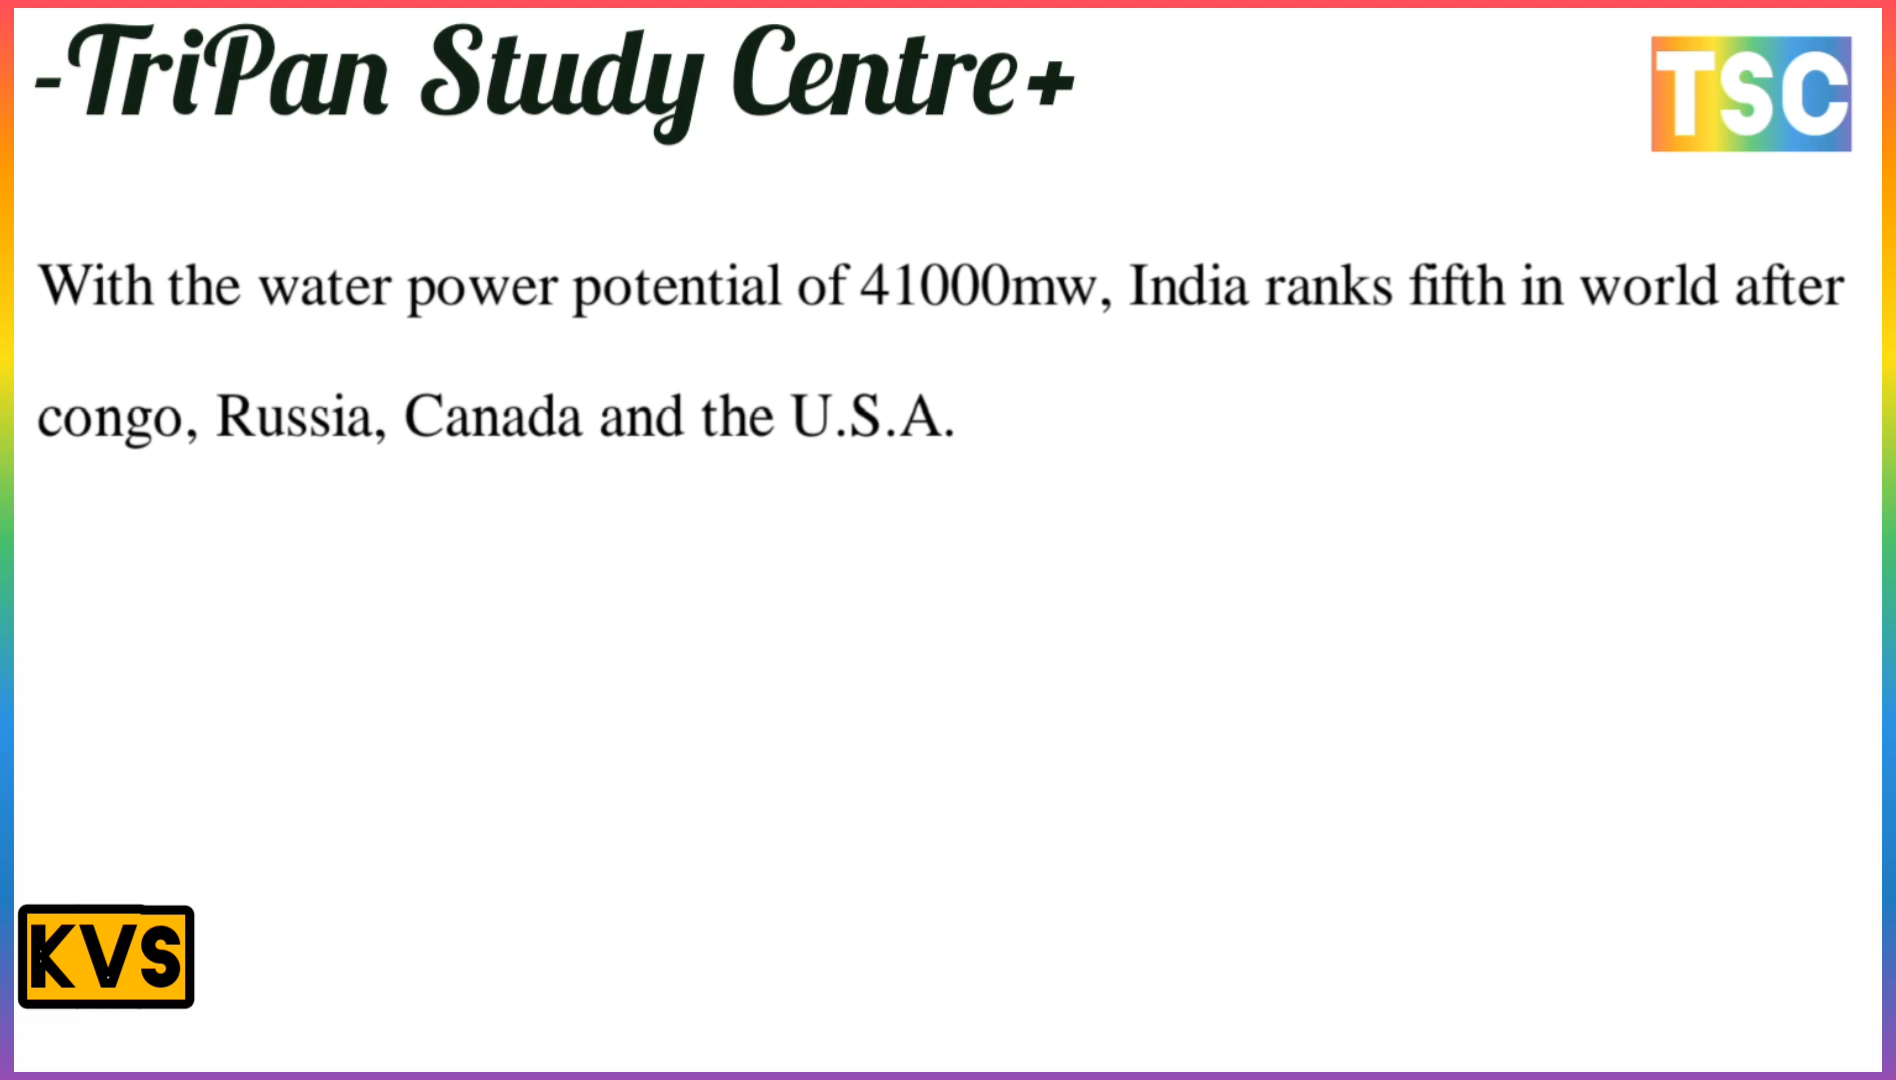 -TriPan Study Centre+
TSC
With the water power potential of 41000mw, India ranks fifth in world after
congo, Russia, Canada and the U.S.A.
KVS